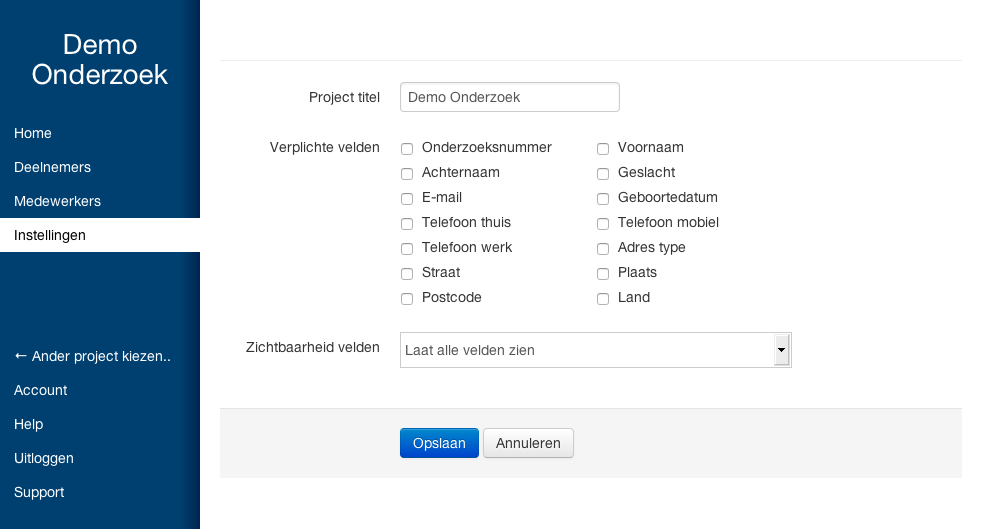 Demo
Onderzoek
Home
Deelnemers
Medewerkers
Instellingen
← Ander project kiezen..
Account
Help
Uitloggen
Support
Project titel Demo Onderzoek
Verplichte velden Onderzoeksnummer Voornaam
Achternaam Geslacht
E-mail Geboortedatum
Telefoon thuis Telefoon mobiel
Telefoon werk Adres type
Straat Plaats
Postcode Land
Zichtbaarheid velden Laat alle velden zien
Opslaan Annuleren